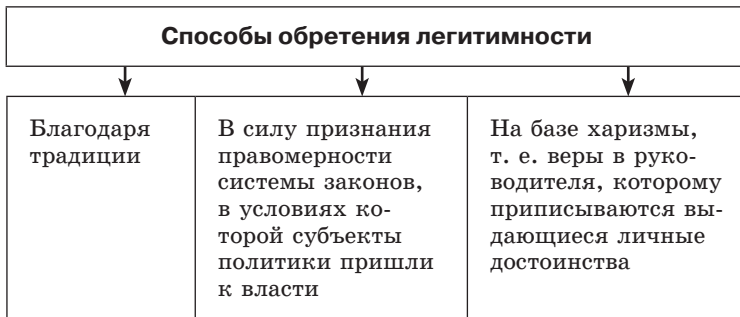 Способы обретения легитимности
Благодаря
традиции
В силу признания
правомерности
системы законов,
в условиях ко-
торой субъекты
политики пришли
к власти
На базе харизмы,
т. е. веры в руко-
водителя, которому
приписываются вы-
дающиеся личные
достоинства